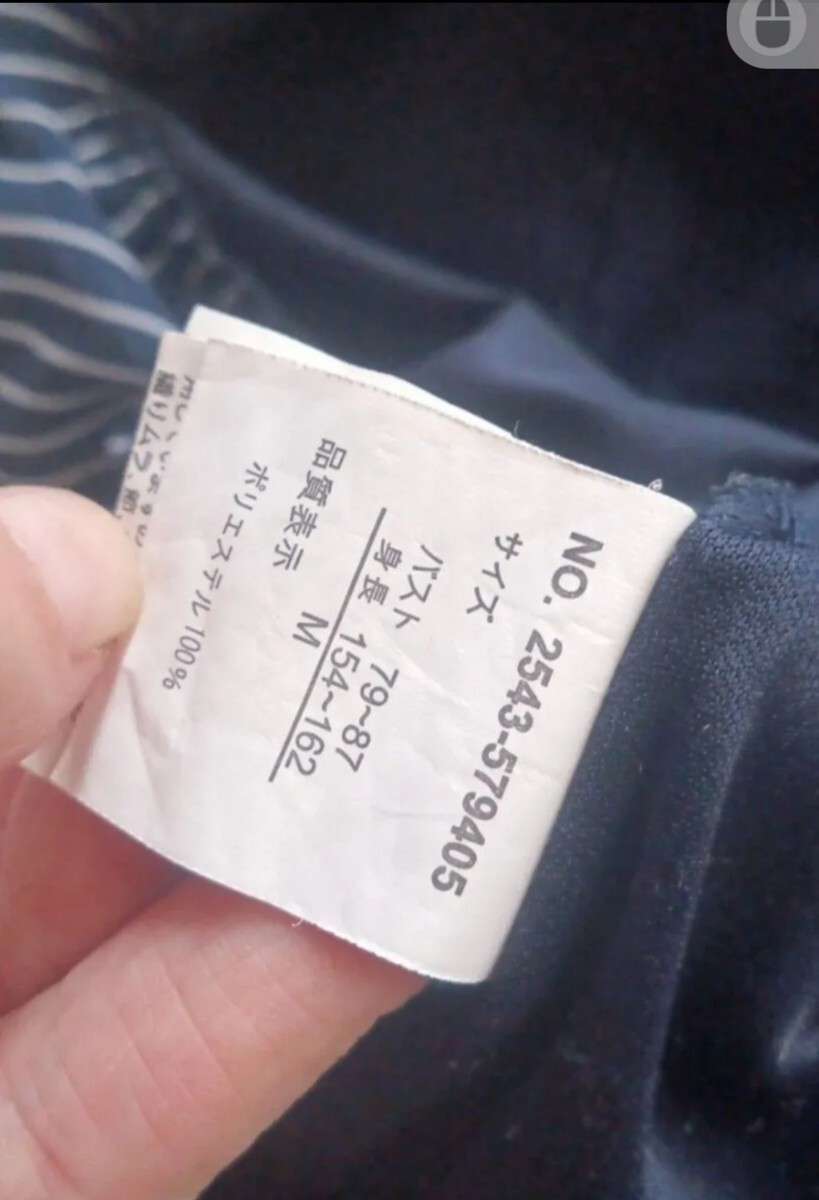 NO. 2543-579405
サイズ
バスト 79~87
身長 154~162
M
品質表示
ポリエステル 100%